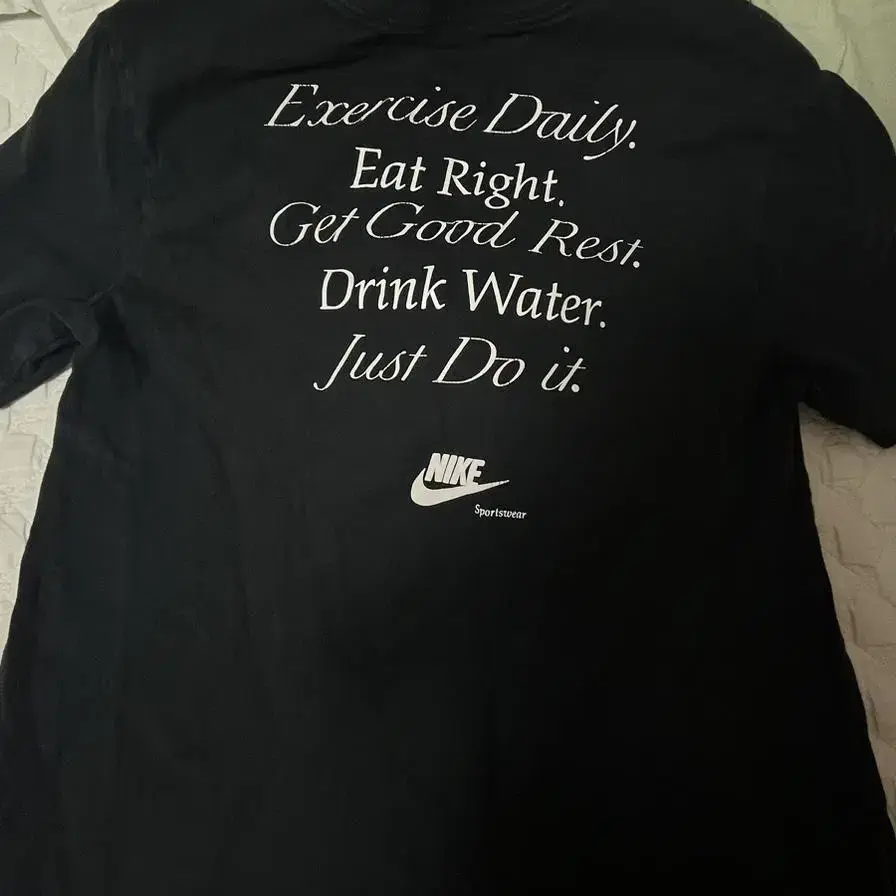 Exercise Daily.
Eat Right.
Get Good Rest.
Drink Water.
Just Do it.
NIKE
Sportswear